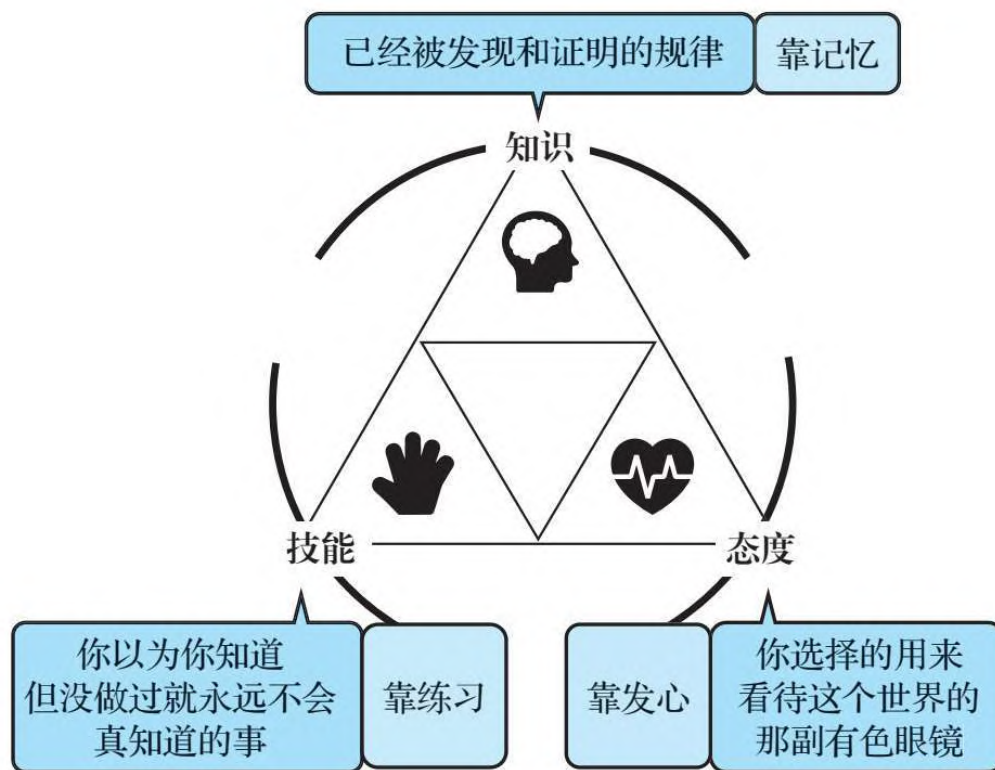 已经被发现和证明的规律
靠记忆
知识
技能
态度
你以为你知道
但没做过就永远不会
真知道的事
靠练习
靠发心
你选择的用来
看待这个世界的
那副有色眼镜